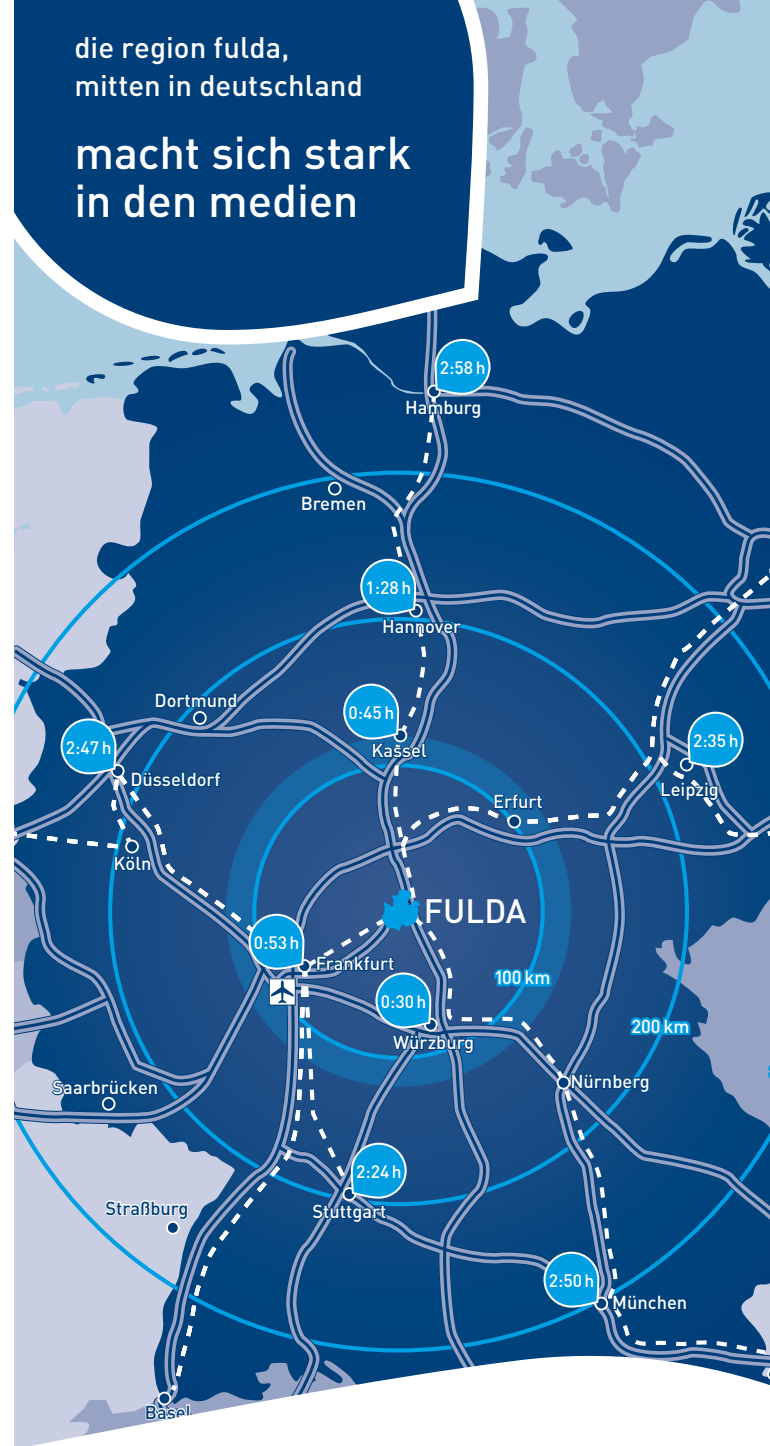 die region fulda,
mitten in deutschland
macht sich stark
in den medien
2:58 h
Hamburg
Bremen
1:28 h
Hannover
Dortmund
0:45 h
Kassel
2:47 h
Düsseldorf
2:35 h
Leipzig
Erfurt
Köln
FULDA
0:53 h
Frankfurt
100 km
0:30 h
Würzburg
200 km
Saarbrücken
Nürnberg
2:24 h
Stuttgart
Straßburg
2:50 h
München
Basel